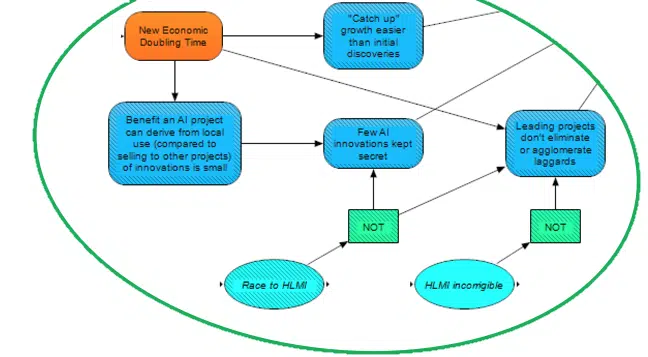 New Economic
Doubling Time
"Catch up"
growth easier
than initial
discoveries
Benefit an AI project
can derive from local
use (compared to
selling to other projects)
of innovations is small
Few AI
innovations kept
secret
Leading projects
don't eliminate
or agglomerate
laggards
NOT
NOT
Race to HLMI
HLMI incorrigible